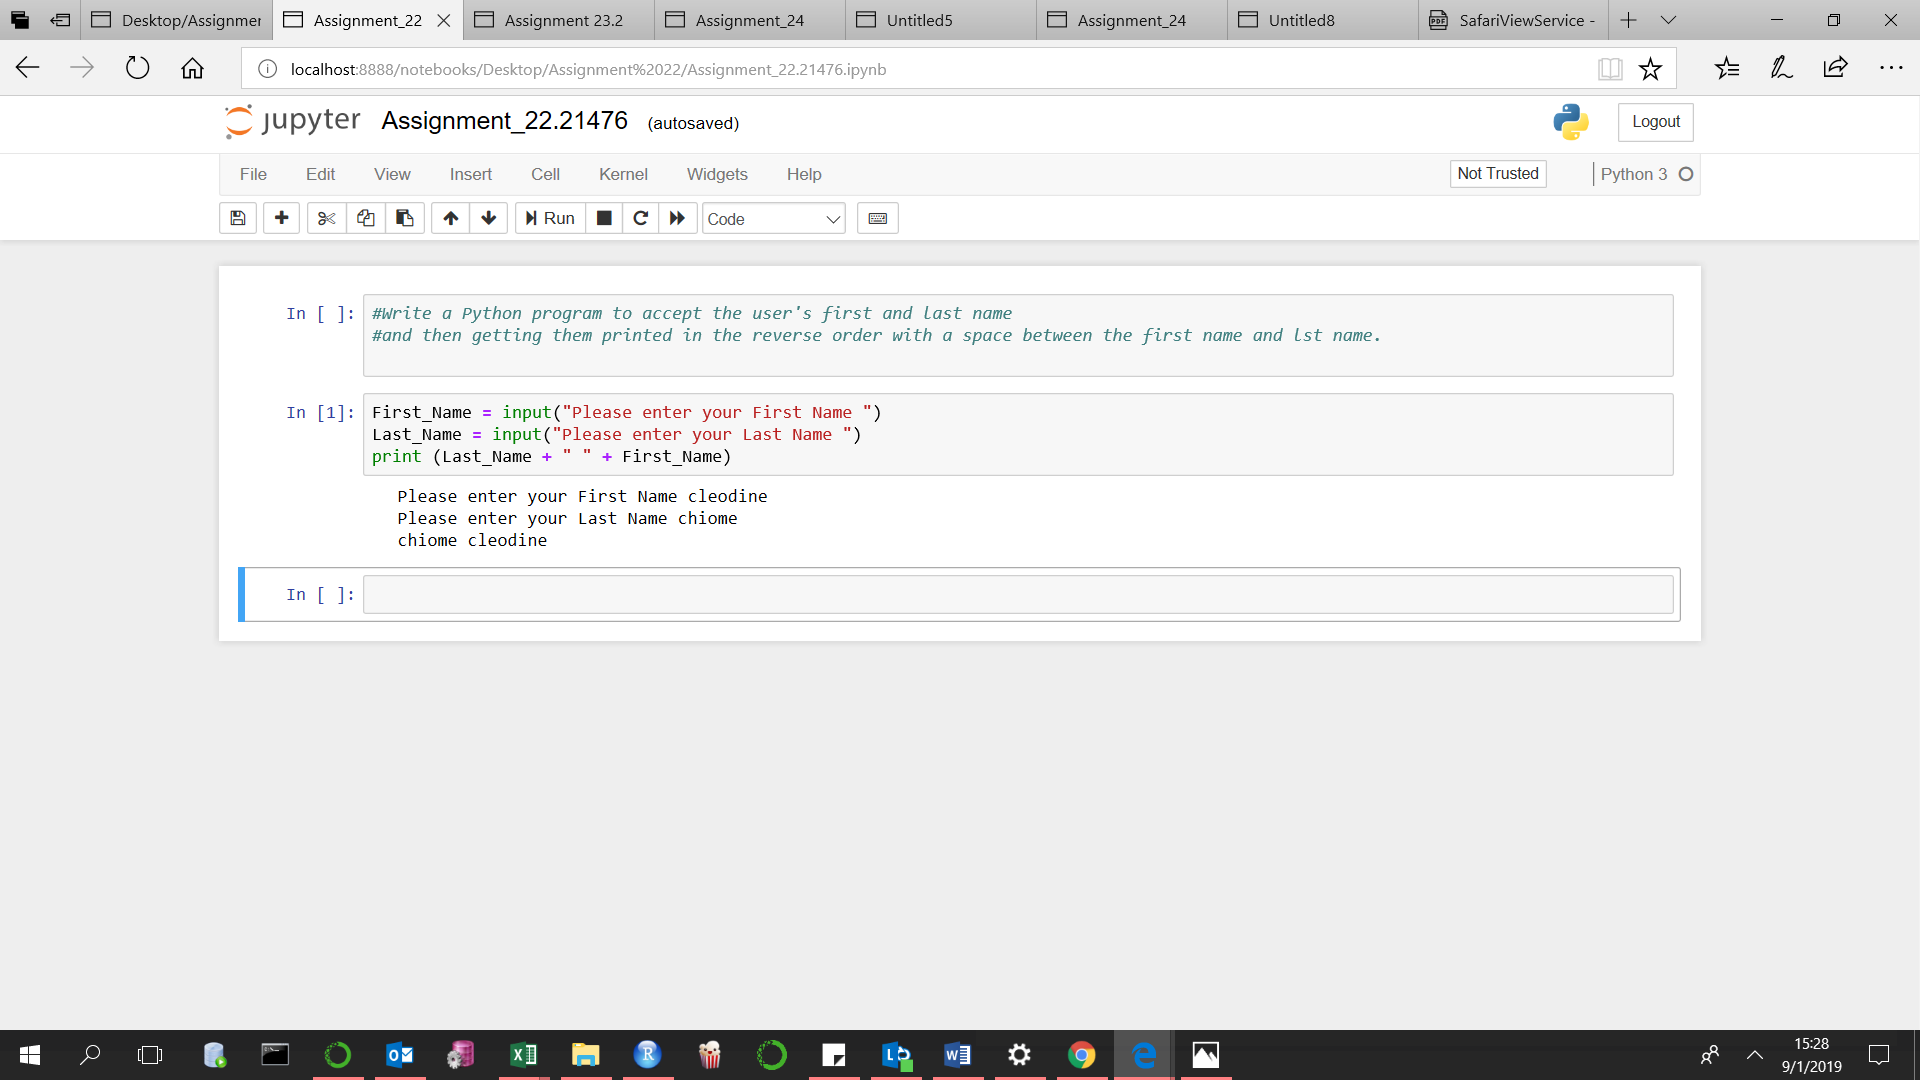 Desktop/Assignmer
Assignment_22
Assignment 23.2
Assignment_24
Untitled5
Assignment_24
Untitled8
SafariViewService -
localhost:8888/notebooks/Desktop/Assignment%2022/Assignment_22.21476.ipynb
jupyter Assignment_22.21476 (autosaved)
Logout
File Edit View Insert Cell Kernel Widgets Help
Not Trusted
Python 3
Run
Code
In [ ]: #Write a Python program to accept the user's first and last name
#and then getting them printed in the reverse order with a space between the first name and lst name.
In [1]: First_Name = input("Please enter your First Name ")
Last_Name = input("Please enter your Last Name ")
print (Last_Name + " " + First_Name)
Please enter your First Name cleodine
Please enter your Last Name chiome
chiome cleodine
In [ ]:
15:28
9/1/2019